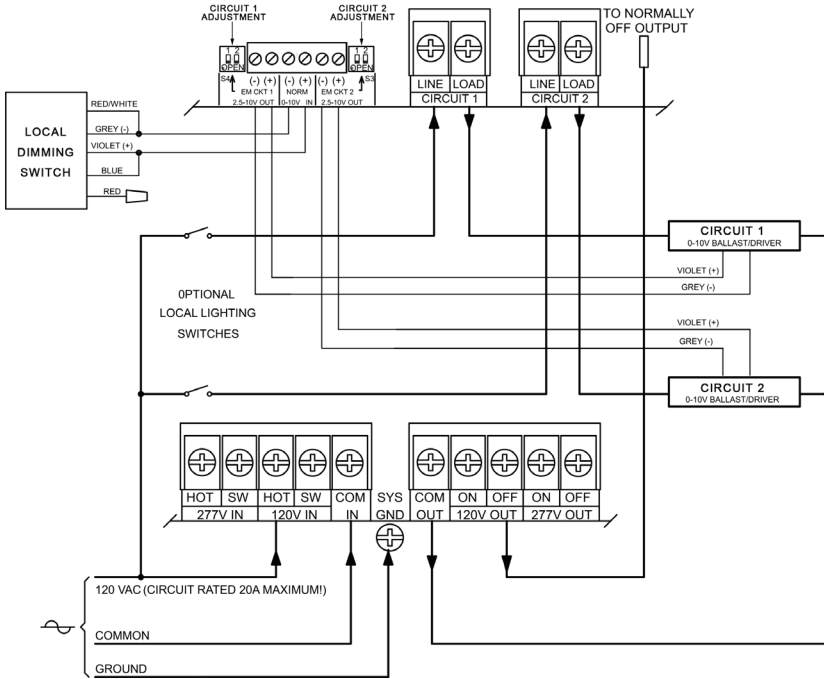 CIRCUIT 1
ADJUSTMENT
CIRCUIT 2
ADJUSTMENT
TO NORMALLY
OFF OUTPUT
1 2
OPEN
S4
1 2
OPEN
S3
(-) (+) (-) (+) (-) (+)
EM CKT 1 NORM EM CKT 2
2.5-10V OUT 0-10V IN 2.5-10V OUT
LINE LOAD
CIRCUIT 1
LINE LOAD
CIRCUIT 2
LOCAL
DIMMING
SWITCH
RED/WHITE
GREY (-)
VIOLET (+)
BLUE
RED
CIRCUIT 1
0-10V BALLAST/DRIVER
VIOLET (+)
GREY (-)
0PTIONAL
LOCAL LIGHTING
SWITCHES
VIOLET (+)
GREY (-)
CIRCUIT 2
0-10V BALLAST/DRIVER
HOT SW HOT SW COM
277V IN 120V IN IN
SYS
GND
COM ON OFF ON OFF
OUT 120V OUT 277V OUT
120 VAC (CIRCUIT RATED 20A MAXIMUM!)
COMMON
GROUND